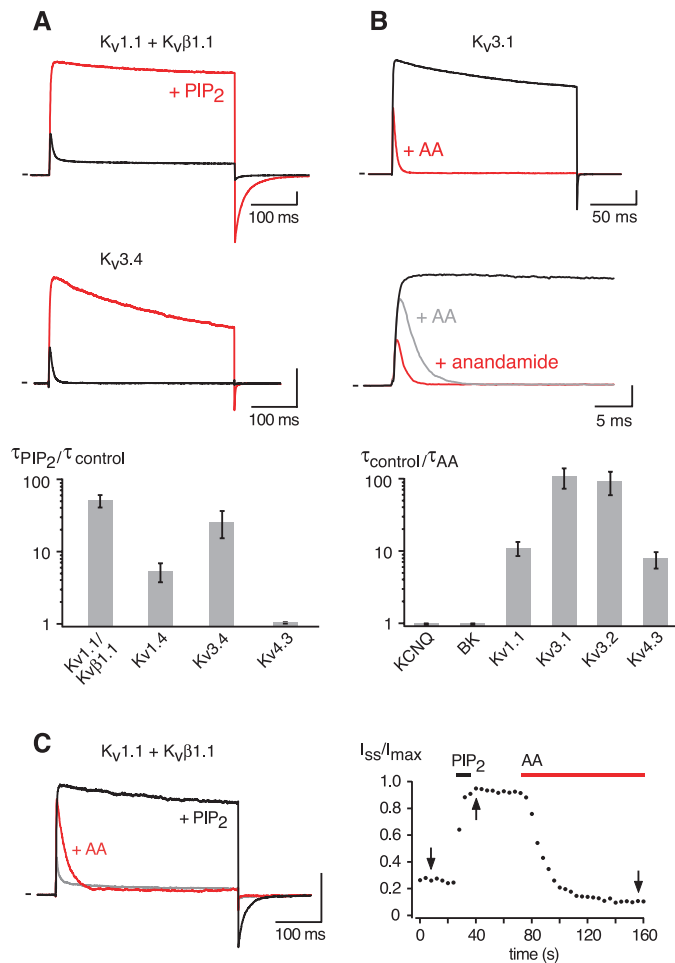 A
Kv1.1 + Kvβ1.1
+ PIP2
100 ms
Kv3.4
100 ms
τPIP2/τcontrol
100
10
1
Kv1.1/
Kvβ1.1
Kv1.4
Kv3.4
Kv4.3
B
Kv3.1
+ AA
50 ms
+ AA
+ anandamide
5 ms
τcontrol/τAA
100
10
1
KCNQ
BK
Kv1.1
Kv3.1
Kv3.2
Kv4.3
C
Kv1.1 + Kvβ1.1
+ PIP2
+ AA
100 ms
Iss/Imax
PIP2
AA
1.0
0.8
0.6
0.4
0.2
0
0
40
80
120
160
time (s)